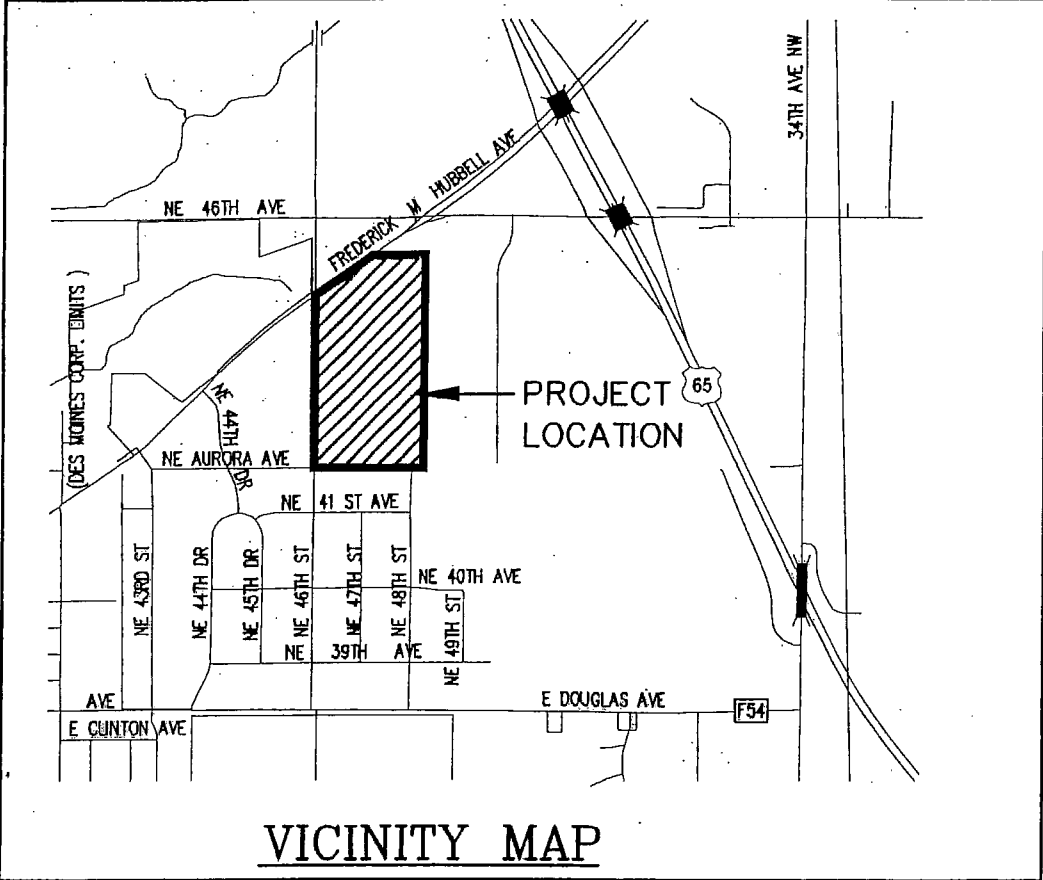 34TH AVE NW
FREDERICK M HUBBELL AVE
NE 46TH AVE
(DES MOINES CORP. LIMITS)
65
PROJECT
LOCATION
NE 44TH DR
NE AURORA AVE
NE 41 ST AVE
NE 43RD ST
NE 44TH DR
NE 45TH DR
NE 46TH ST
NE 47TH ST
NE 48TH ST
NE 40TH AVE
NE 49TH ST
NE 39TH AVE
AVE
E DOUGLAS AVE
F54
E CLINTON AVE
VICINITY MAP